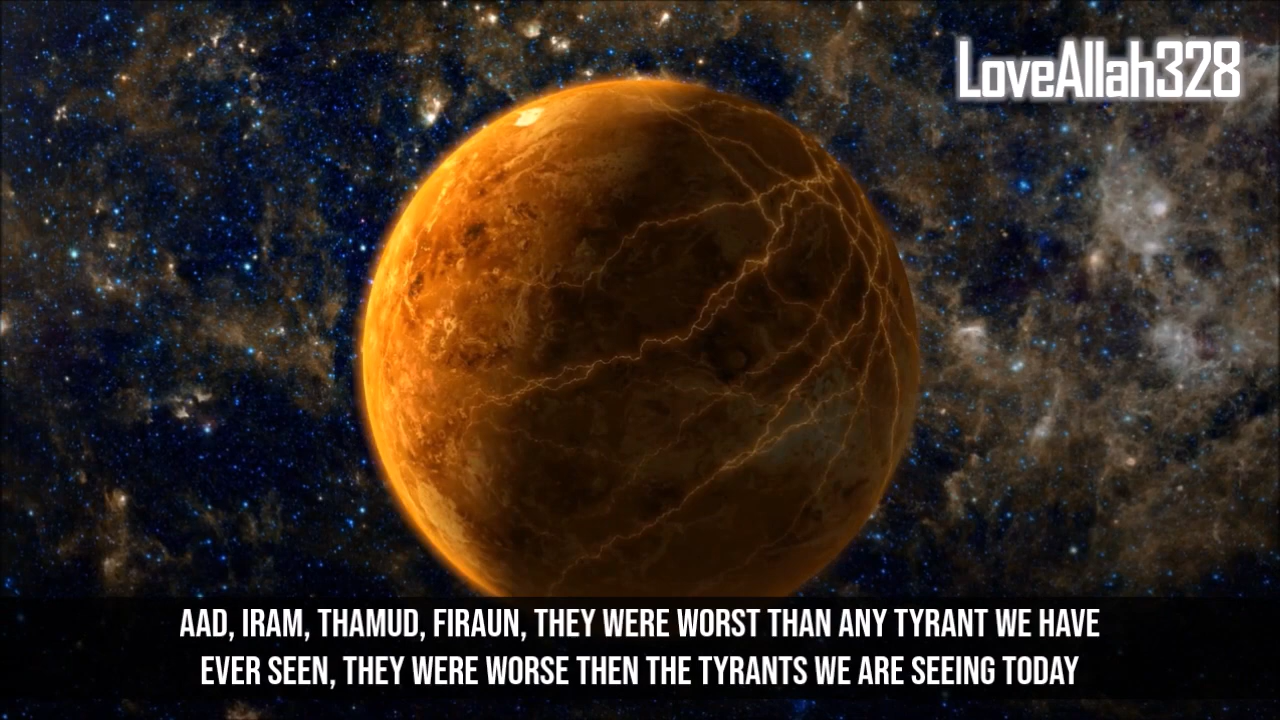 LoveAllah328
AAD, IRAM, THAMUD, FIRAUN, THEY WERE WORST THAN ANY TYRANT WE HAVE
EVER SEEN, THEY WERE WORSE THEN THE TYRANTS WE ARE SEEING TODAY